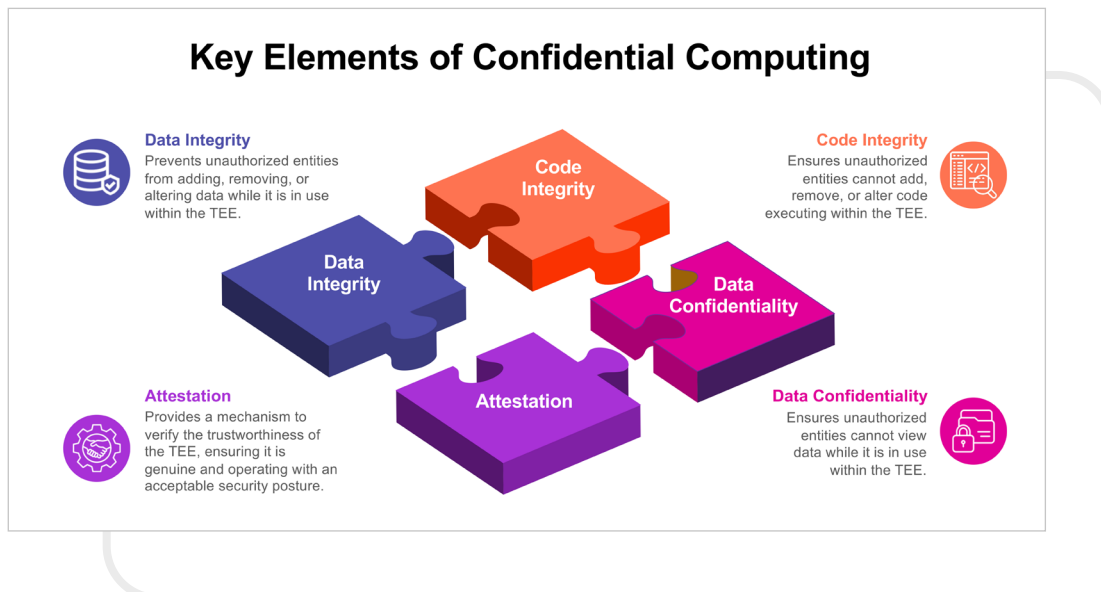 Key Elements of Confidential Computing
Data Integrity
Prevents unauthorized entities
from adding, removing, or
altering data while it is in use
within the TEE.
Code
Integrity
Code Integrity
Ensures unauthorized
entities cannot add,
remove, or alter code
executing within the TEE.
Data
Integrity
Data
Confidentiality
Attestation
Attestation
Provides a mechanism to
verify the trustworthiness of
the TEE, ensuring it is
genuine and operating with an
acceptable security posture.
Data Confidentiality
Ensures unauthorized
entities cannot view
data while it is in use
within the TEE.